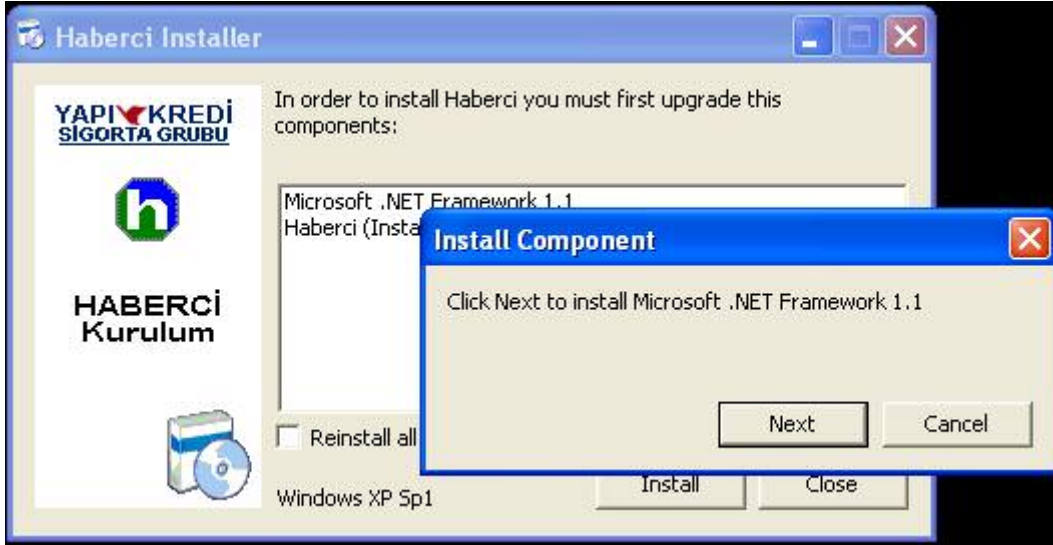 Haberci Installer
YAPI KREDİ
SİGORTA GRUBU
In order to install Haberci you must first upgrade this
components:
h
HABERCİ
Kurulum
Microsoft .NET Framework 1.1
Haberci (Insta
Install Component
Click Next to install Microsoft .NET Framework 1.1
Next
Cancel
Reinstall all
Windows XP Sp1
Install
Close